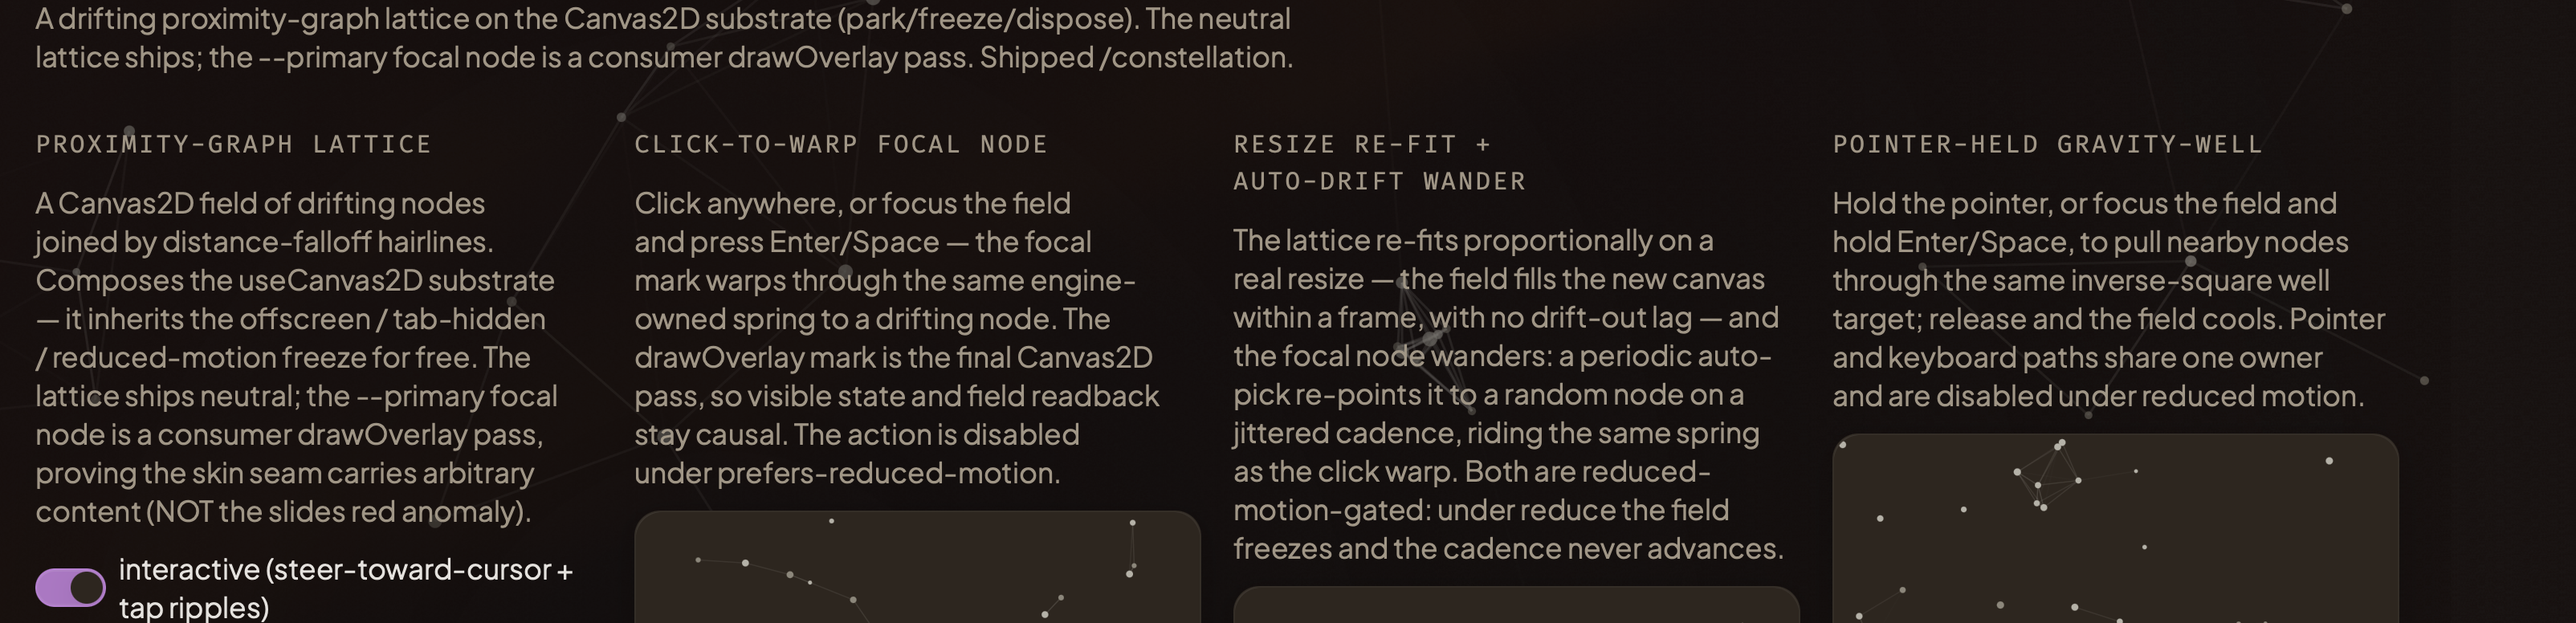 A drifting proximity-graph lattice on the Canvas2D substrate (park/freeze/dispose). The neutral
lattice ships; the --primary focal node is a consumer drawOverlay pass. Shipped /constellation.
PROXIMITY-GRAPH LATTICE
A Canvas2D field of drifting nodes
joined by distance-falloff hairlines.
Composes the useCanvas2D substrate
— it inherits the offscreen / tab-hidden
/ reduced-motion freeze for free. The
lattice ships neutral; the --primary focal
node is a consumer drawOverlay pass,
proving the skin seam carries arbitrary
content (NOT the slides red anomaly).
interactive (steer-toward-cursor +
tap ripples)
CLICK-TO-WARP FOCAL NODE
Click anywhere, or focus the field
and press Enter/Space — the focal
mark warps through the same engine-
owned spring to a drifting node. The
drawOverlay mark is the final Canvas2D
pass, so visible state and field readback
stay causal. The action is disabled
under prefers-reduced-motion.
RESIZE RE-FIT +
AUTO-DRIFT WANDER
The lattice re-fits proportionally on a
real resize — the field fills the new canvas
within a frame, with no drift-out lag — and
the focal node wanders: a periodic auto-
pick re-points it to a random node on a
jittered cadence, riding the same spring
as the click warp. Both are reduced-
motion-gated: under reduce the field
freezes and the cadence never advances.
POINTER-HELD GRAVITY-WELL
Hold the pointer, or focus the field and
hold Enter/Space, to pull nearby nodes
through the same inverse-square well
target; release and the field cools. Pointer
and keyboard paths share one owner
and are disabled under reduced motion.